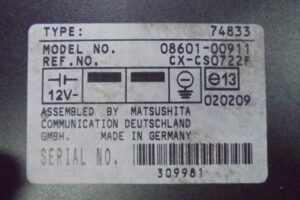 TYPE: 74833
MODEL NO. 08601-00911
REF.NO. CX-CS0722F
12V- e13
020209
ASSEMBLED BY MATSUSHITA
COMMUNICATION DEUTSCHLAND
GMBH. MADE IN GERMANY
SERIAL NO.
309981